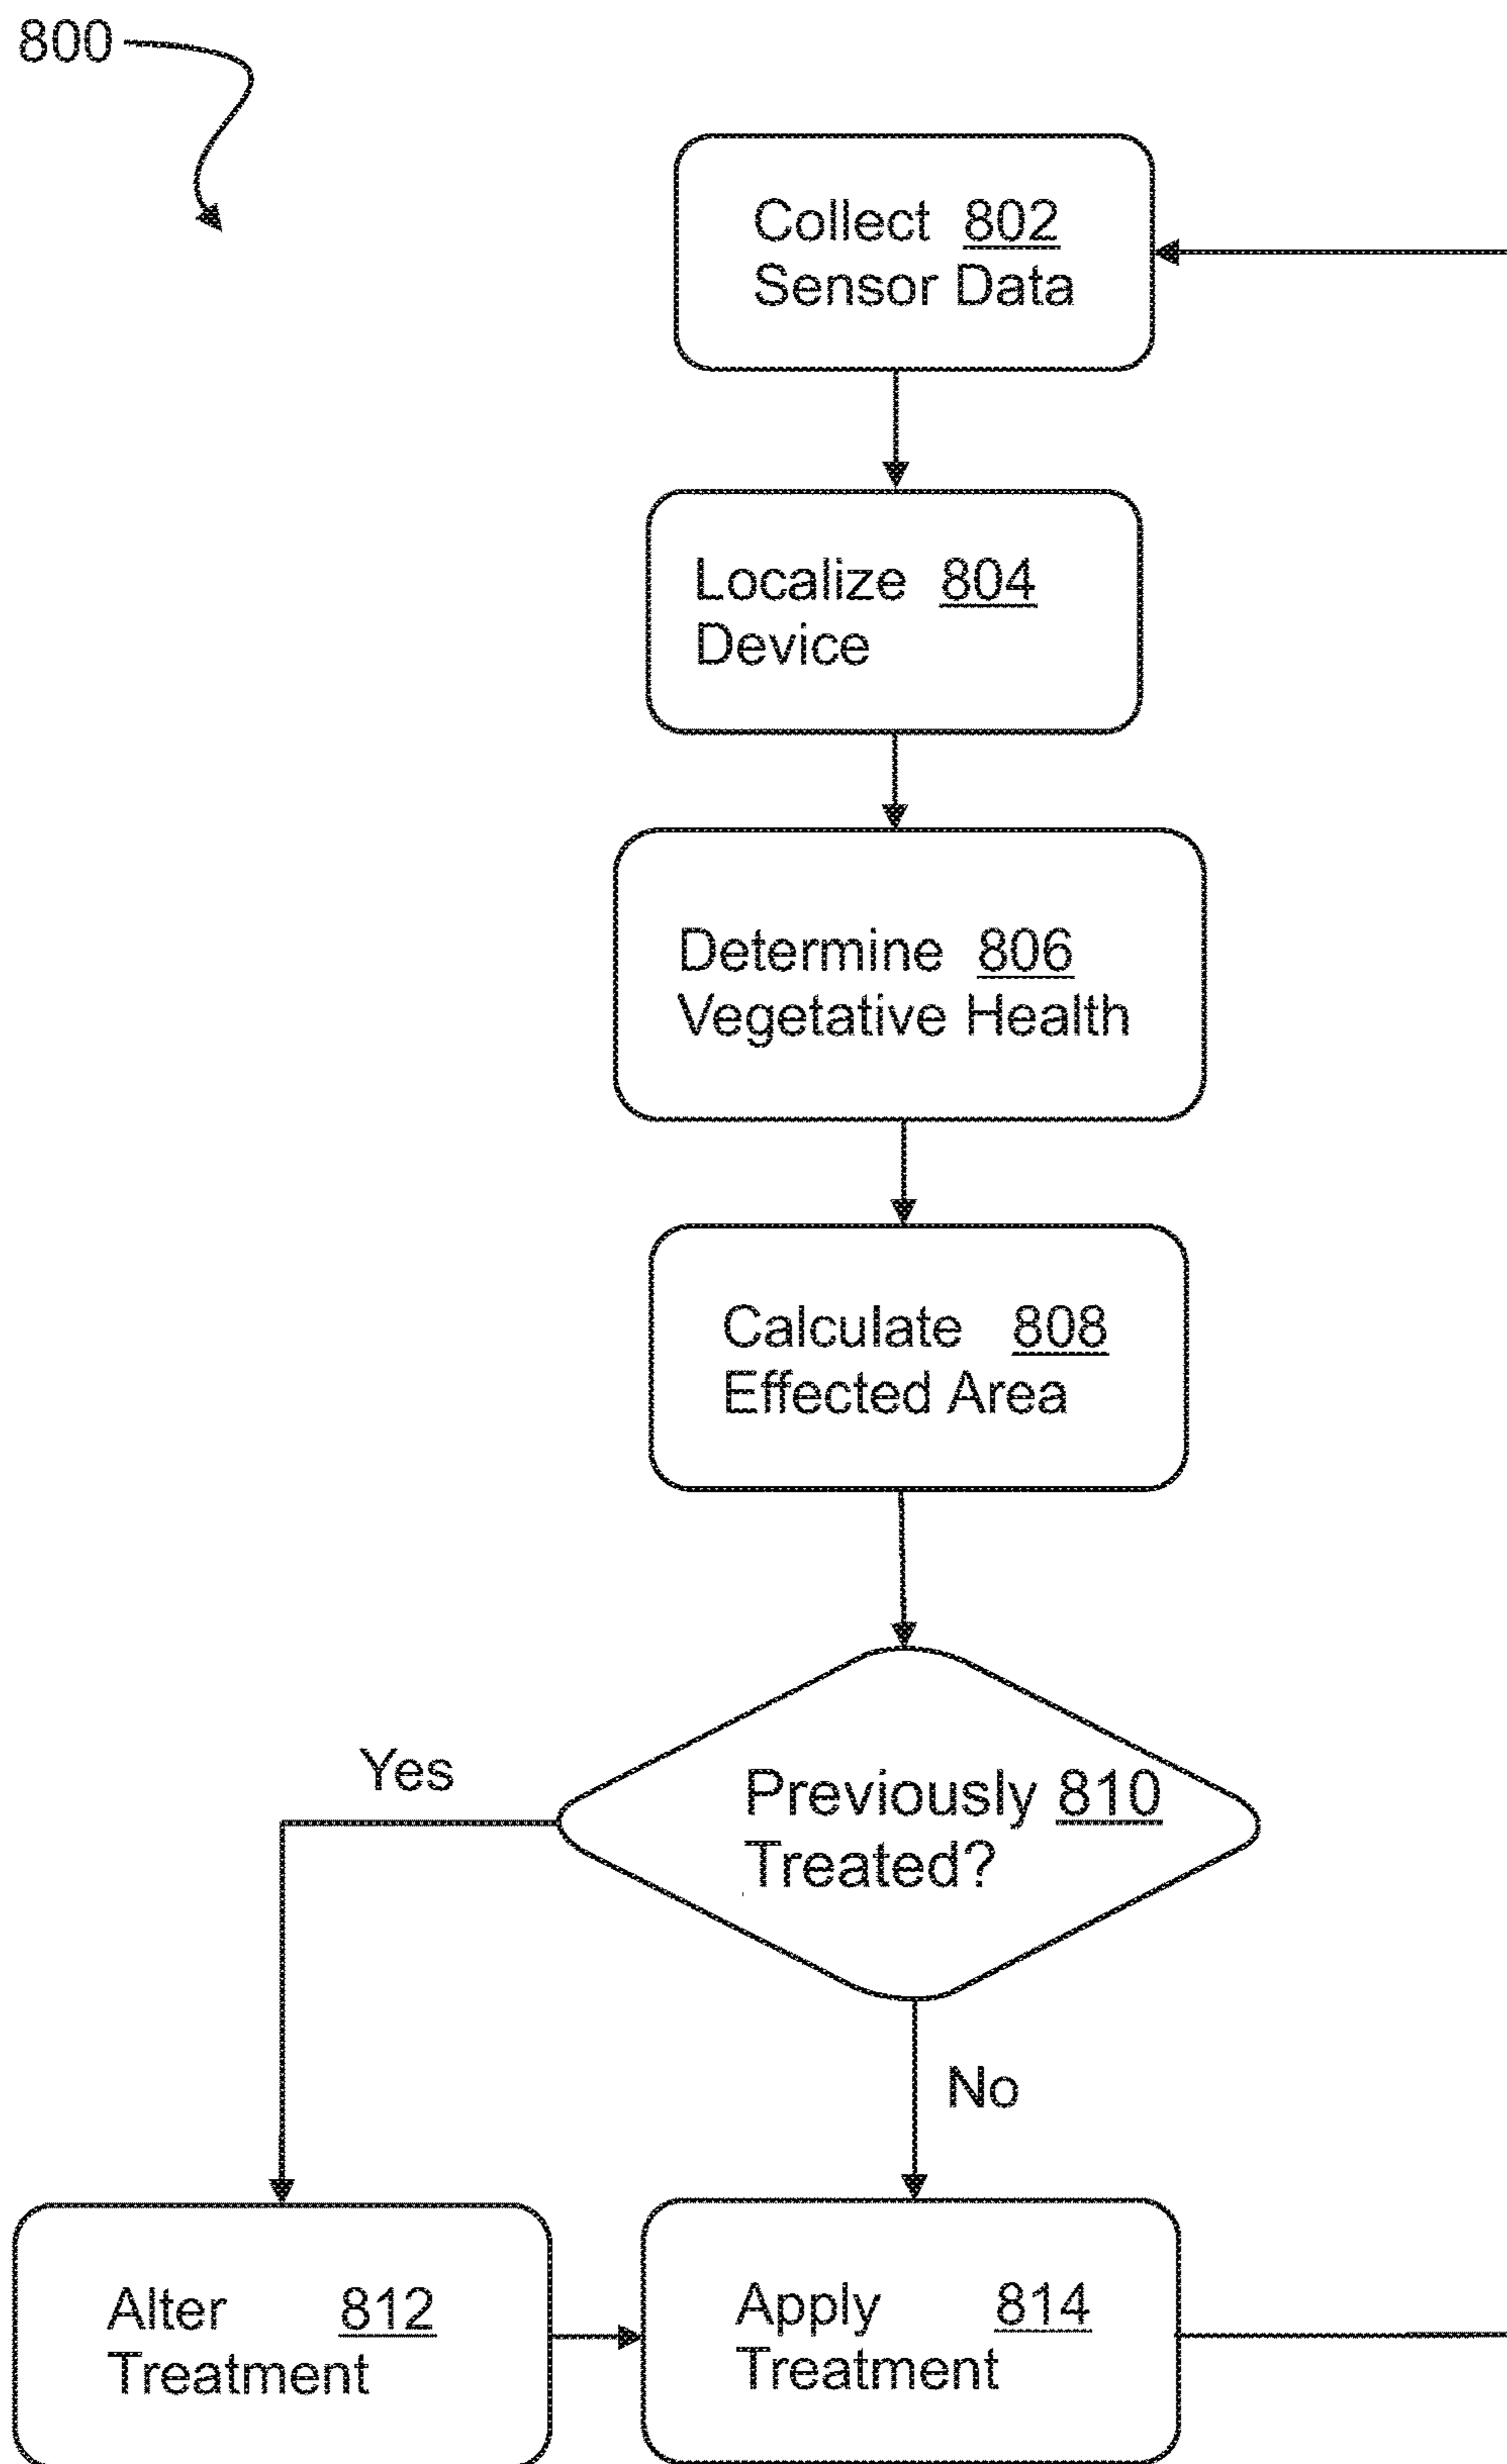 800
Collect 802
Sensor Data
Localize 804
Device
Determine 806
Vegetative Health
Calculate 808
Effected Area
Yes
Previously 810
Treated?
No
Alter 812
Treatment
Apply 814
Treatment